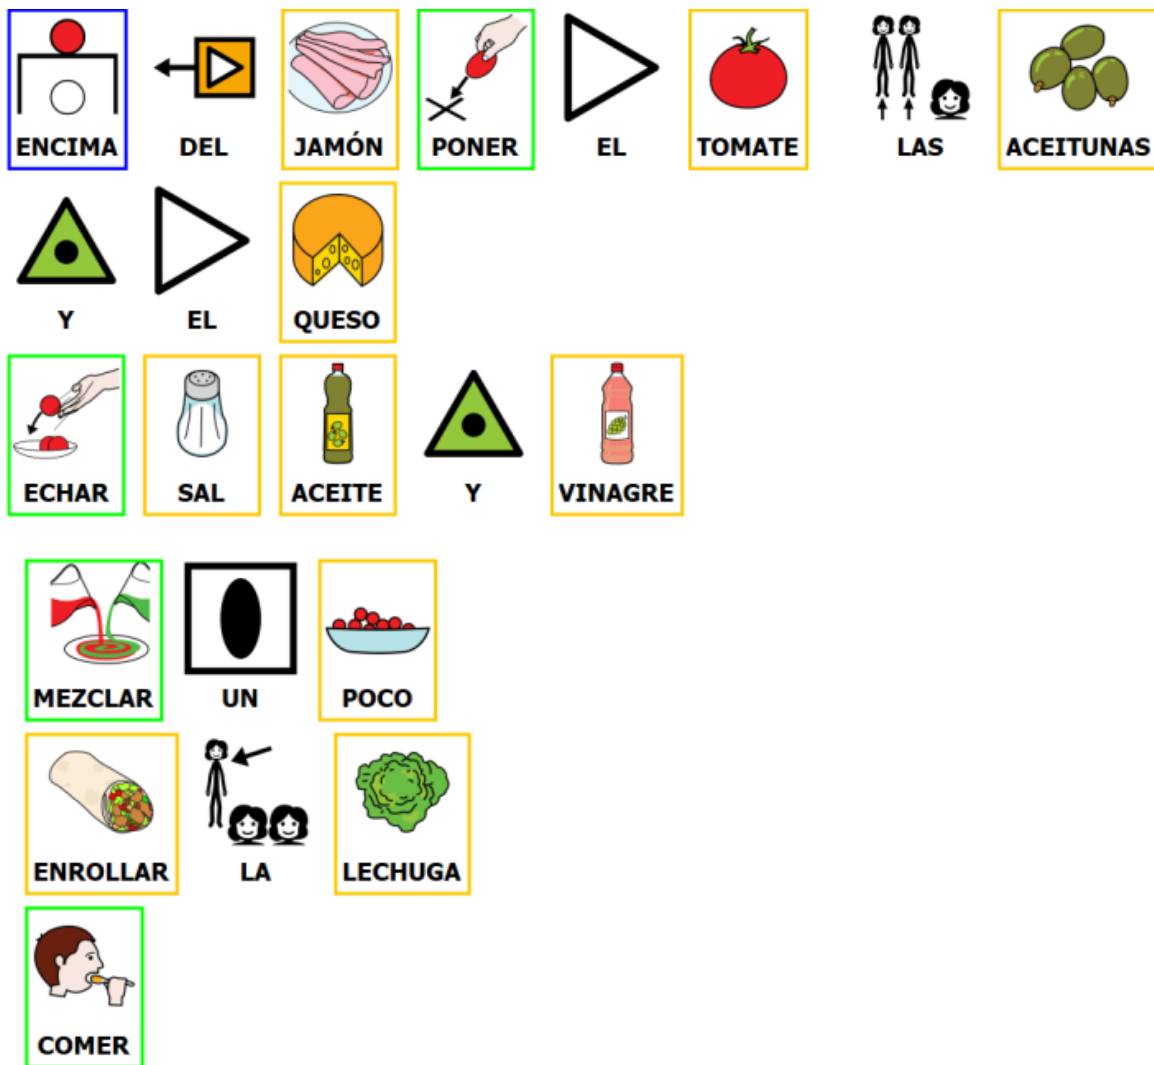 ENCIMA DEL JAMÓN PONER EL TOMATE LAS ACEITUNAS
Y EL QUESO
ECHAR SAL ACEITE Y VINAGRE
MEZCLAR UN POCO
ENROLLAR LA LECHUGA
COMER